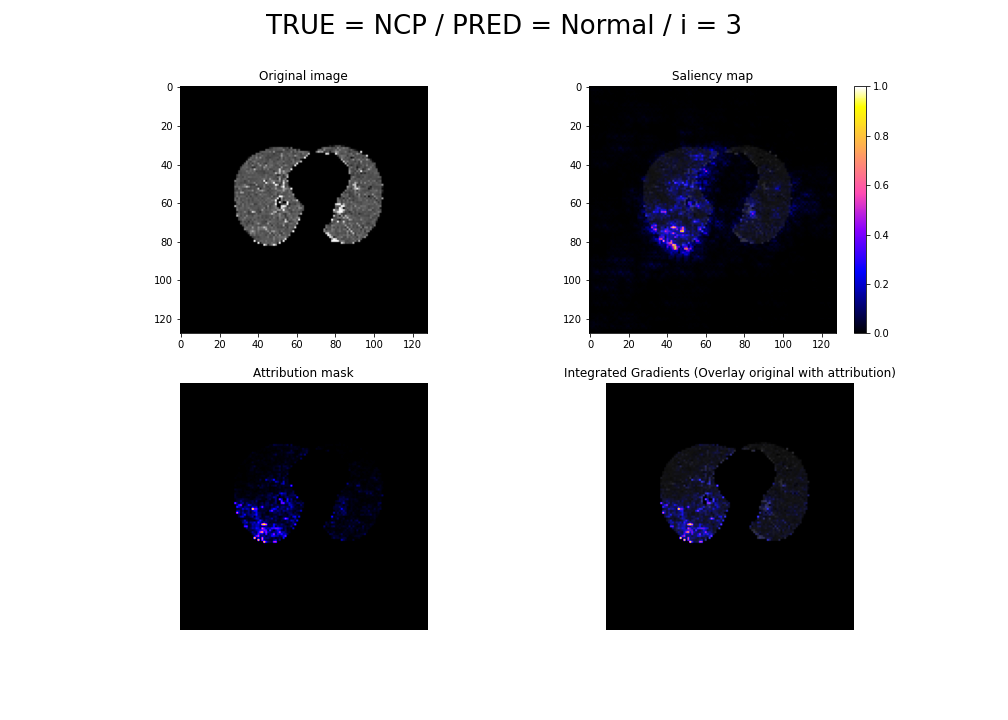 TRUE = NCP / PRED = Normal / i = 3
Original image
0
20
40
60
80
100
120
0 20 40 60 80 100 120
Saliency map
0
20
40
60
80
100
120
0 20 40 60 80 100 120
1.0
0.8
0.6
0.4
0.2
0.0
Attribution mask
Integrated Gradients (Overlay original with attribution)